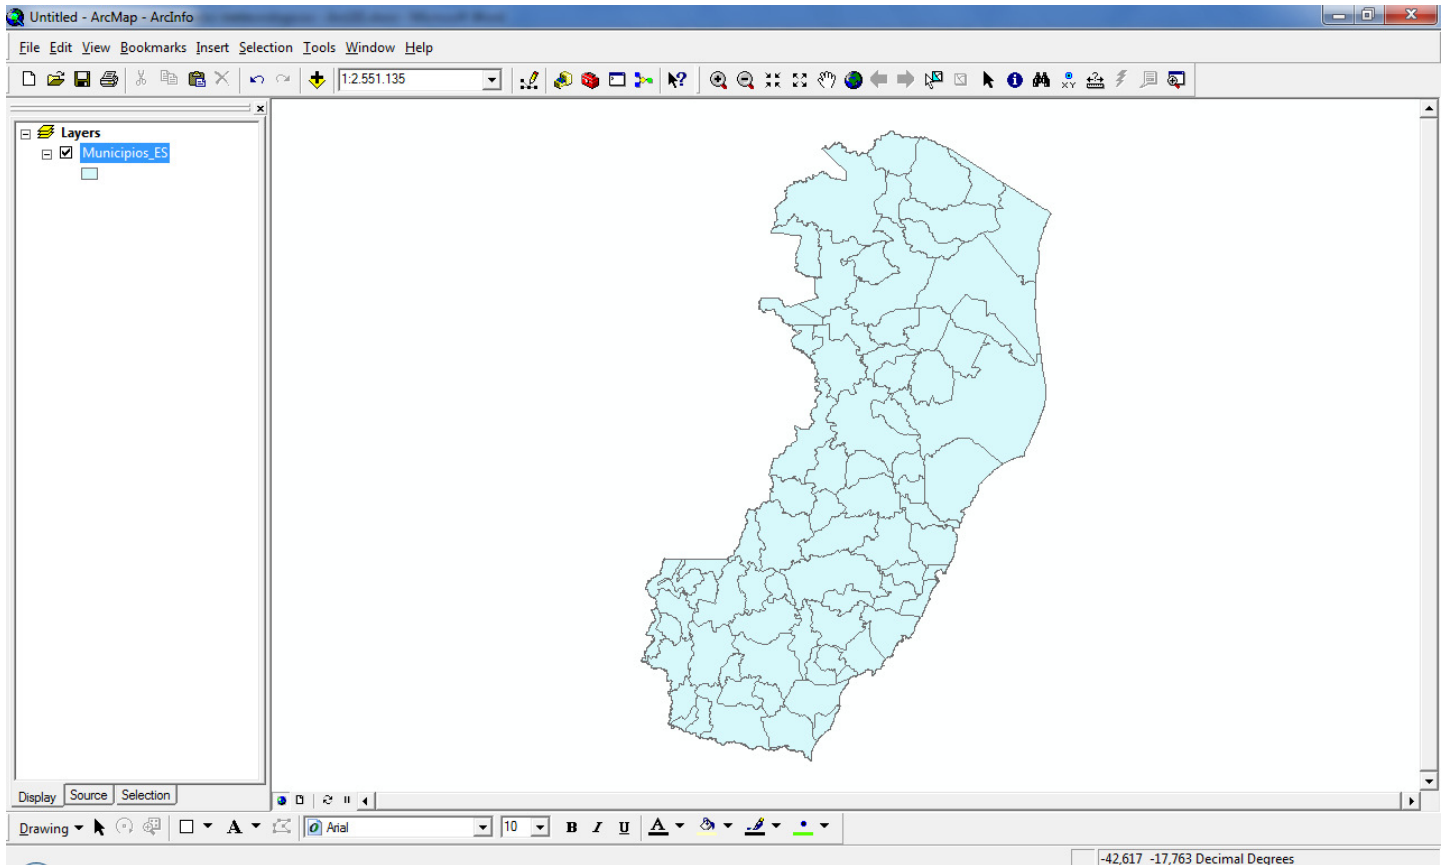 Untitled - ArcMap - ArcInfo
File Edit View Bookmarks Insert Selection Tools Window Help
1:2.551.135
Layers
Municipios_ES
Display Source Selection
Drawing A Arial 10 B I U A
-42,617 -17,763 Decimal Degrees